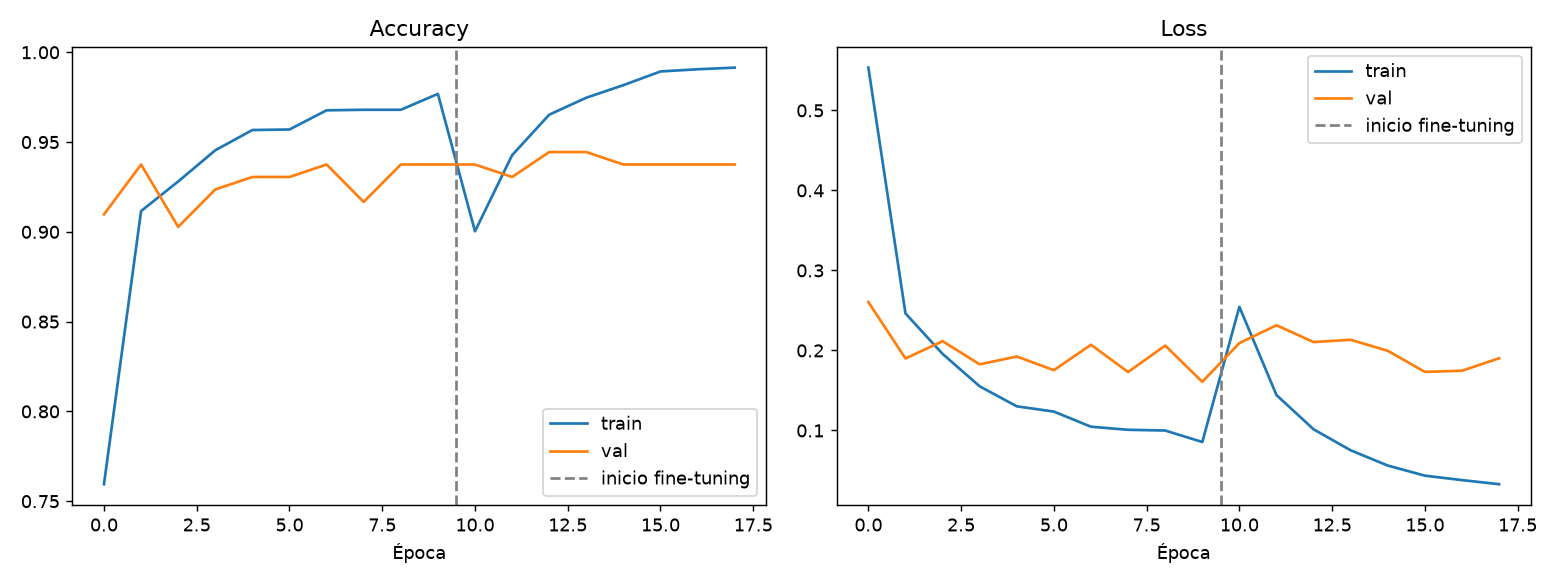 Accuracy
1.00
0.95
0.90
0.85
0.80
0.75
train
val
inicio fine-tuning
0.0 2.5 5.0 7.5 10.0 12.5 15.0 17.5
Época
Loss
0.5
0.4
0.3
0.2
0.1
train
val
inicio fine-tuning
0.0 2.5 5.0 7.5 10.0 12.5 15.0 17.5
Época